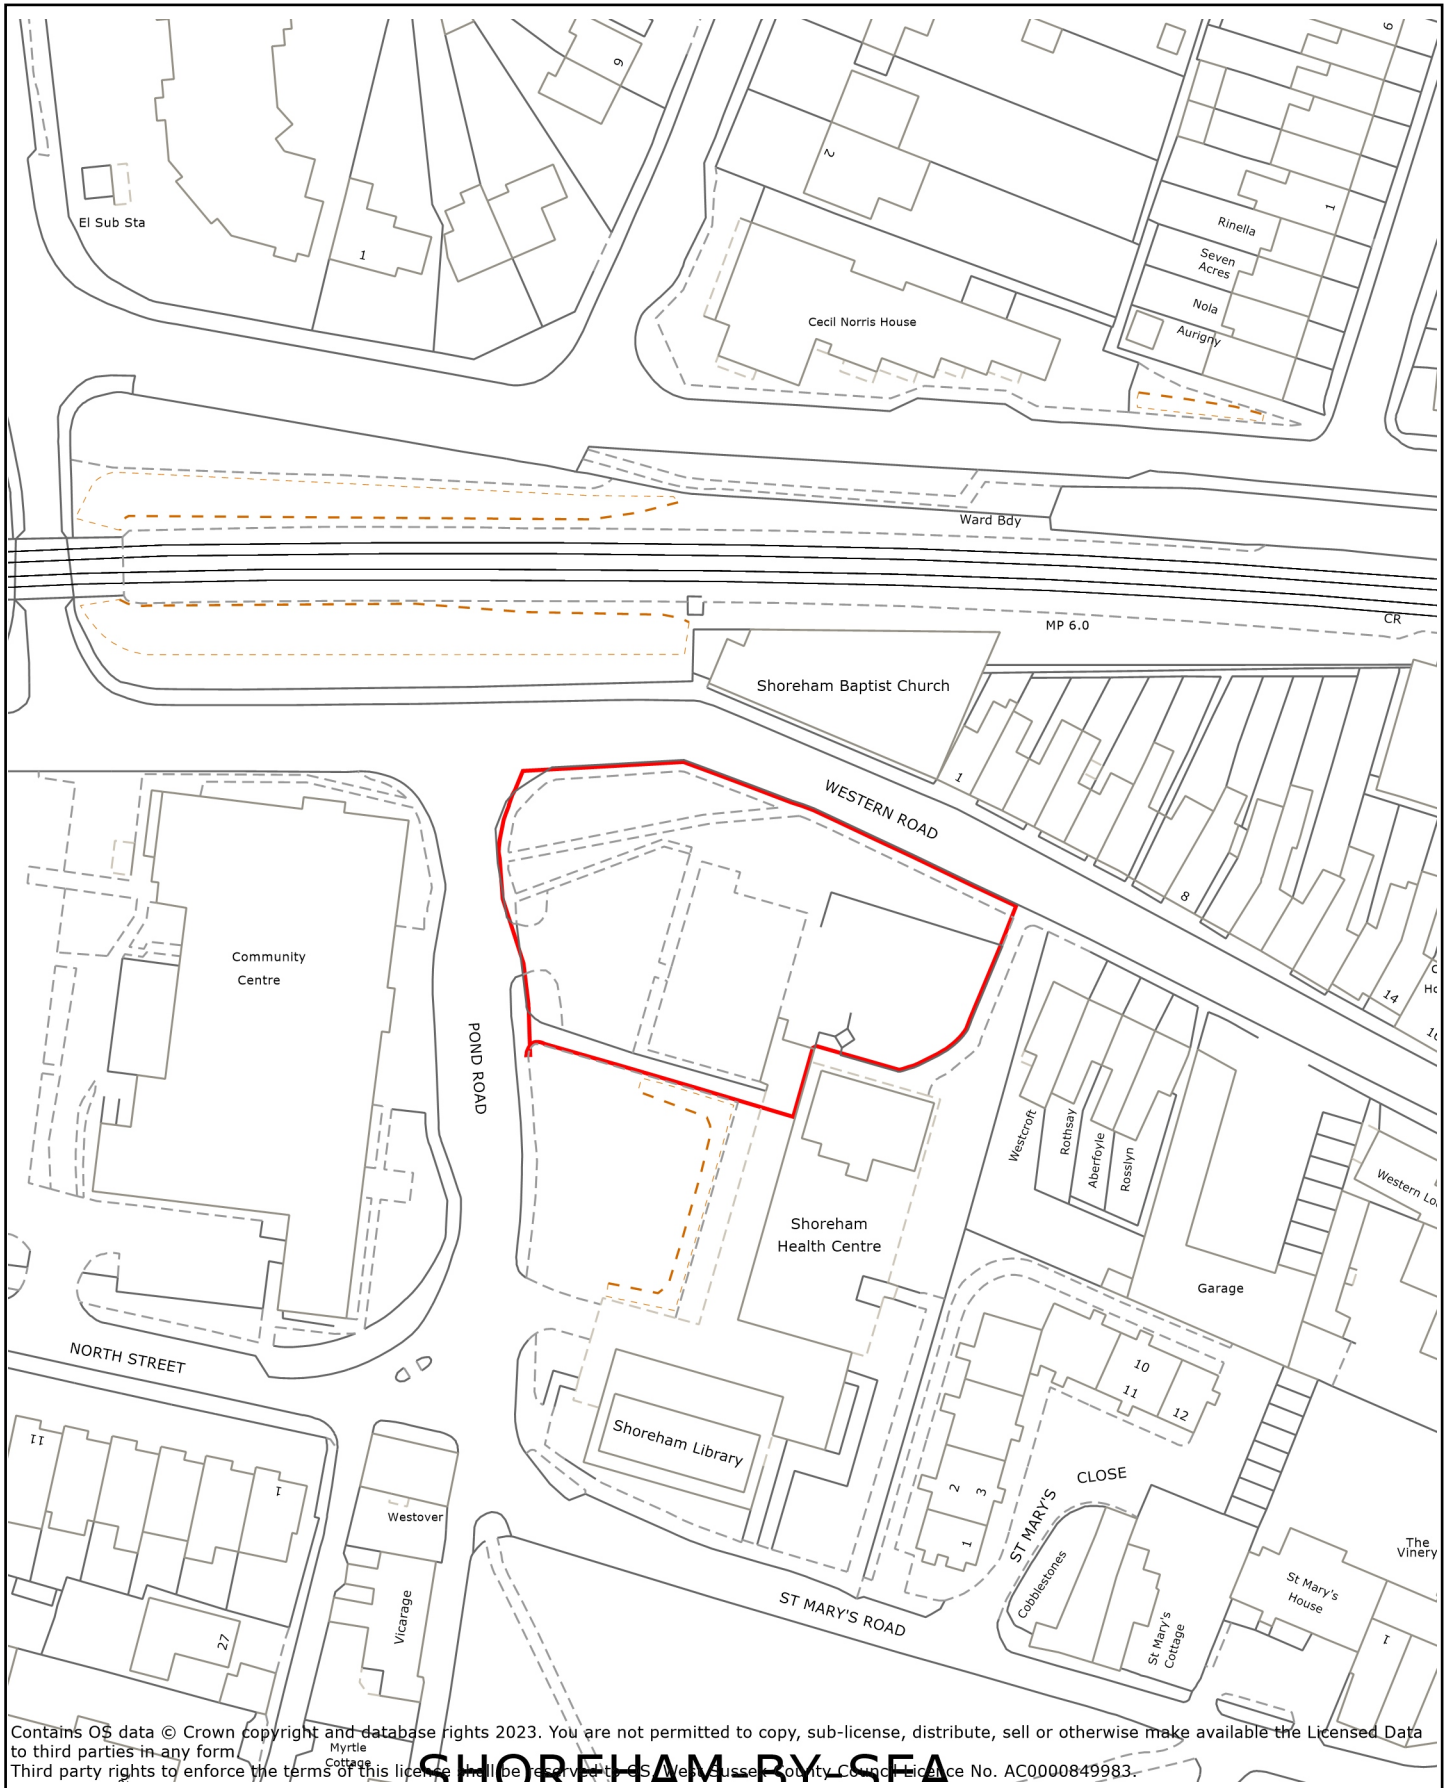 6
9
2
El Sub Sta
1
1
Rinella
Seven
Acres
Nola
Aurigny
Cecil Norris House
Ward Bdy
CR
MP 6.0
Shoreham Baptist Church
1
WESTERN ROAD
8
14
Community
Centre
POND ROAD
Westcroft
Rothsay
Aberfoyle
Rosslyn
Western Lo
Shoreham
Health Centre
Garage
NORTH STREET
10
11
12
11
1
Shoreham Library
CLOSE
ST MARY'S
2
3
1
Westover
The
Vinery
Cobblestones
St Mary's
House
ST MARY'S ROAD
Vicarage
27
St Mary's
Cottage
1
Contains OS data © Crown copyright and database rights 2023. You are not permitted to copy, sub-license, distribute, sell or otherwise make available the Licensed Data
to third parties in any form.
Myrtle
Cottage
SHOREHAM-BY-SEA
Third party rights to enforce the terms of this licence shall be reserved to OS. West Sussex County Council Licence No. AC0000849983.